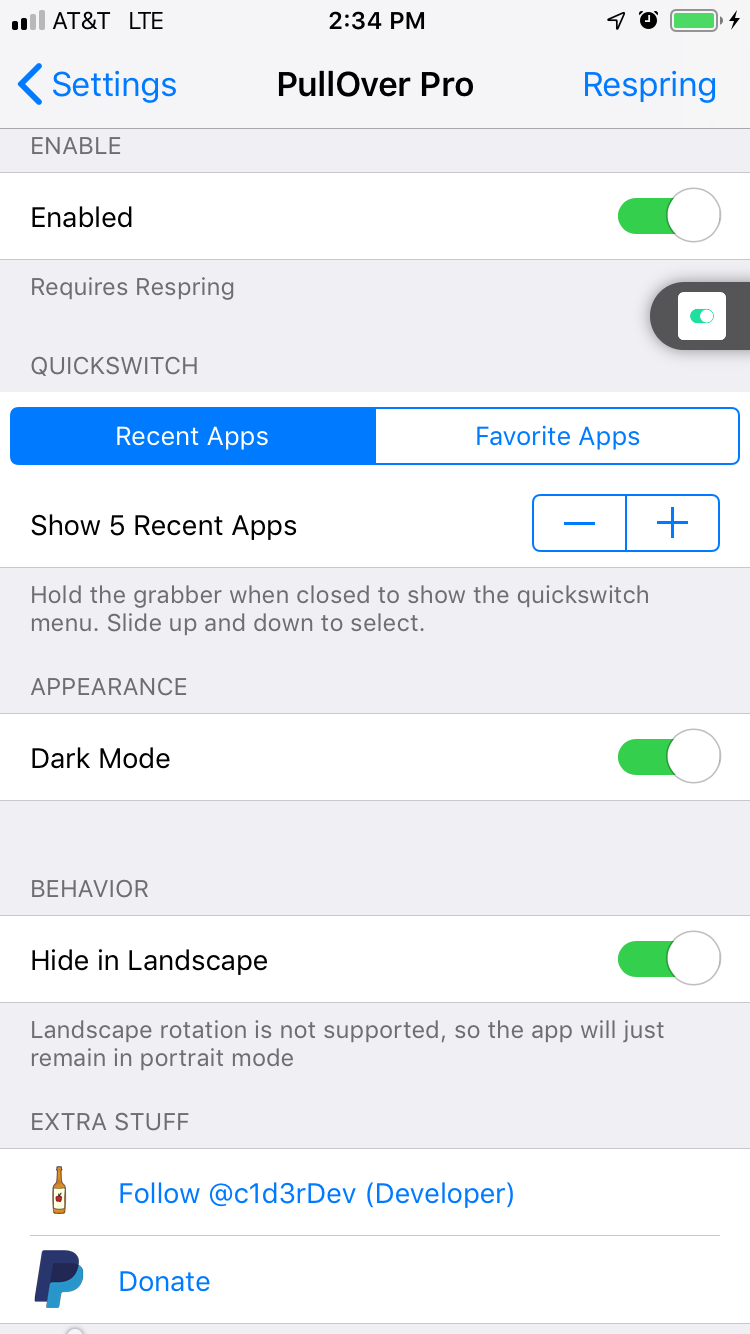 AT&T LTE 2:34 PM
Settings PullOver Pro Respring
ENABLE
Enabled
Requires Respring
QUICKSWITCH
Recent Apps Favorite Apps
Show 5 Recent Apps
Hold the grabber when closed to show the quickswitch
menu. Slide up and down to select.
APPEARANCE
Dark Mode
BEHAVIOR
Hide in Landscape
Landscape rotation is not supported, so the app will just
remain in portrait mode
EXTRA STUFF
Follow @c1d3rDev (Developer)
Donate